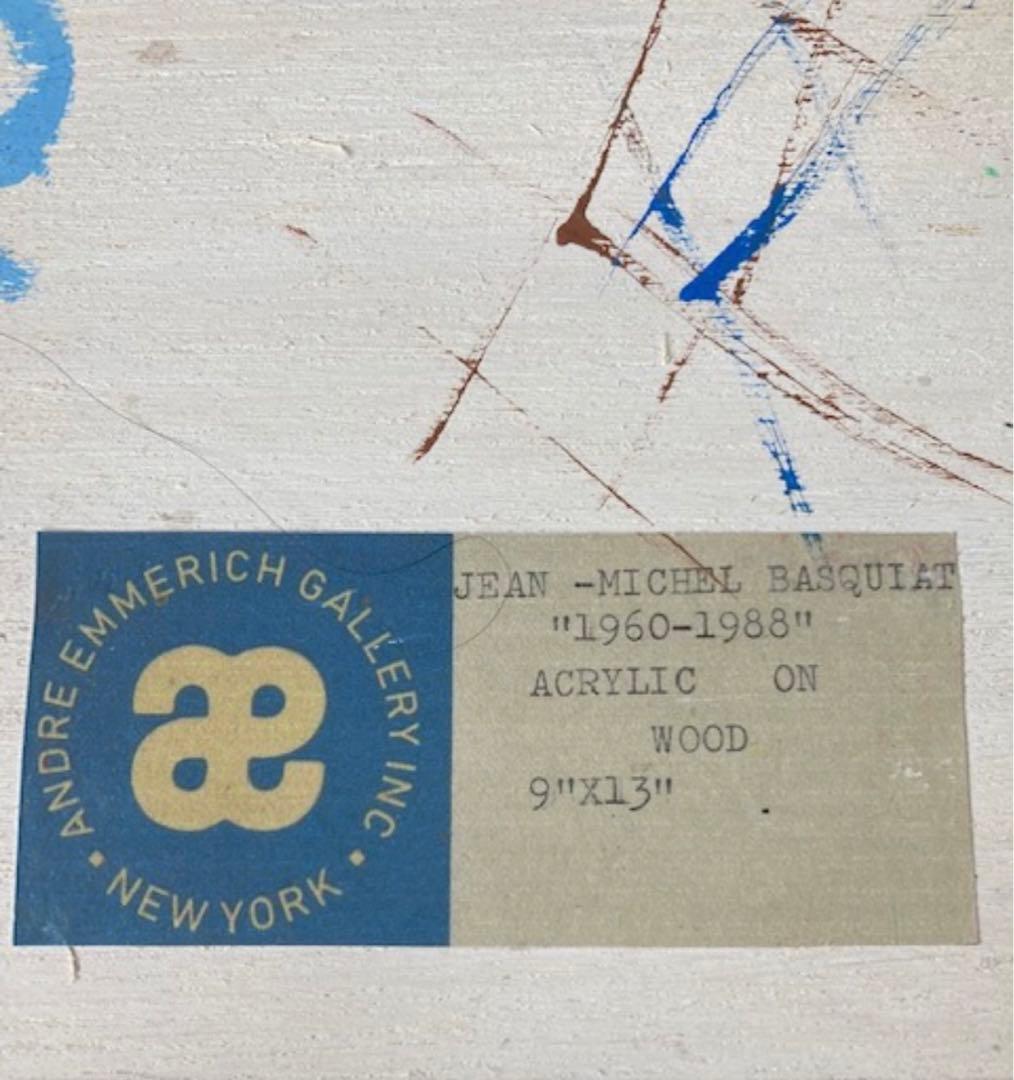 ANDRE EMMERICH GALLERY INC
• NEW YORK •
æ
JEAN -MICHEL BASQUIAT
"1960-1988"
ACRYLIC ON
WOOD
9"X13"